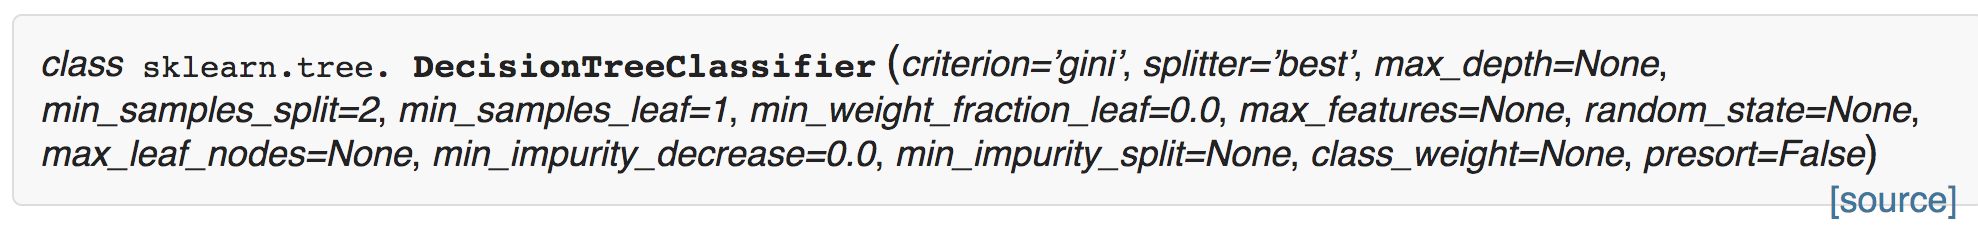 class sklearn.tree. DecisionTreeClassifier (criterion=’gini’, splitter=’best’, max_depth=None,
min_samples_split=2, min_samples_leaf=1, min_weight_fraction_leaf=0.0, max_features=None, random_state=None,
max_leaf_nodes=None, min_impurity_decrease=0.0, min_impurity_split=None, class_weight=None, presort=False)
[source]